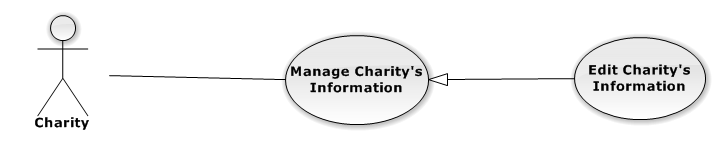 Manage Charity's
Information
Edit Charity's
Information
Charity